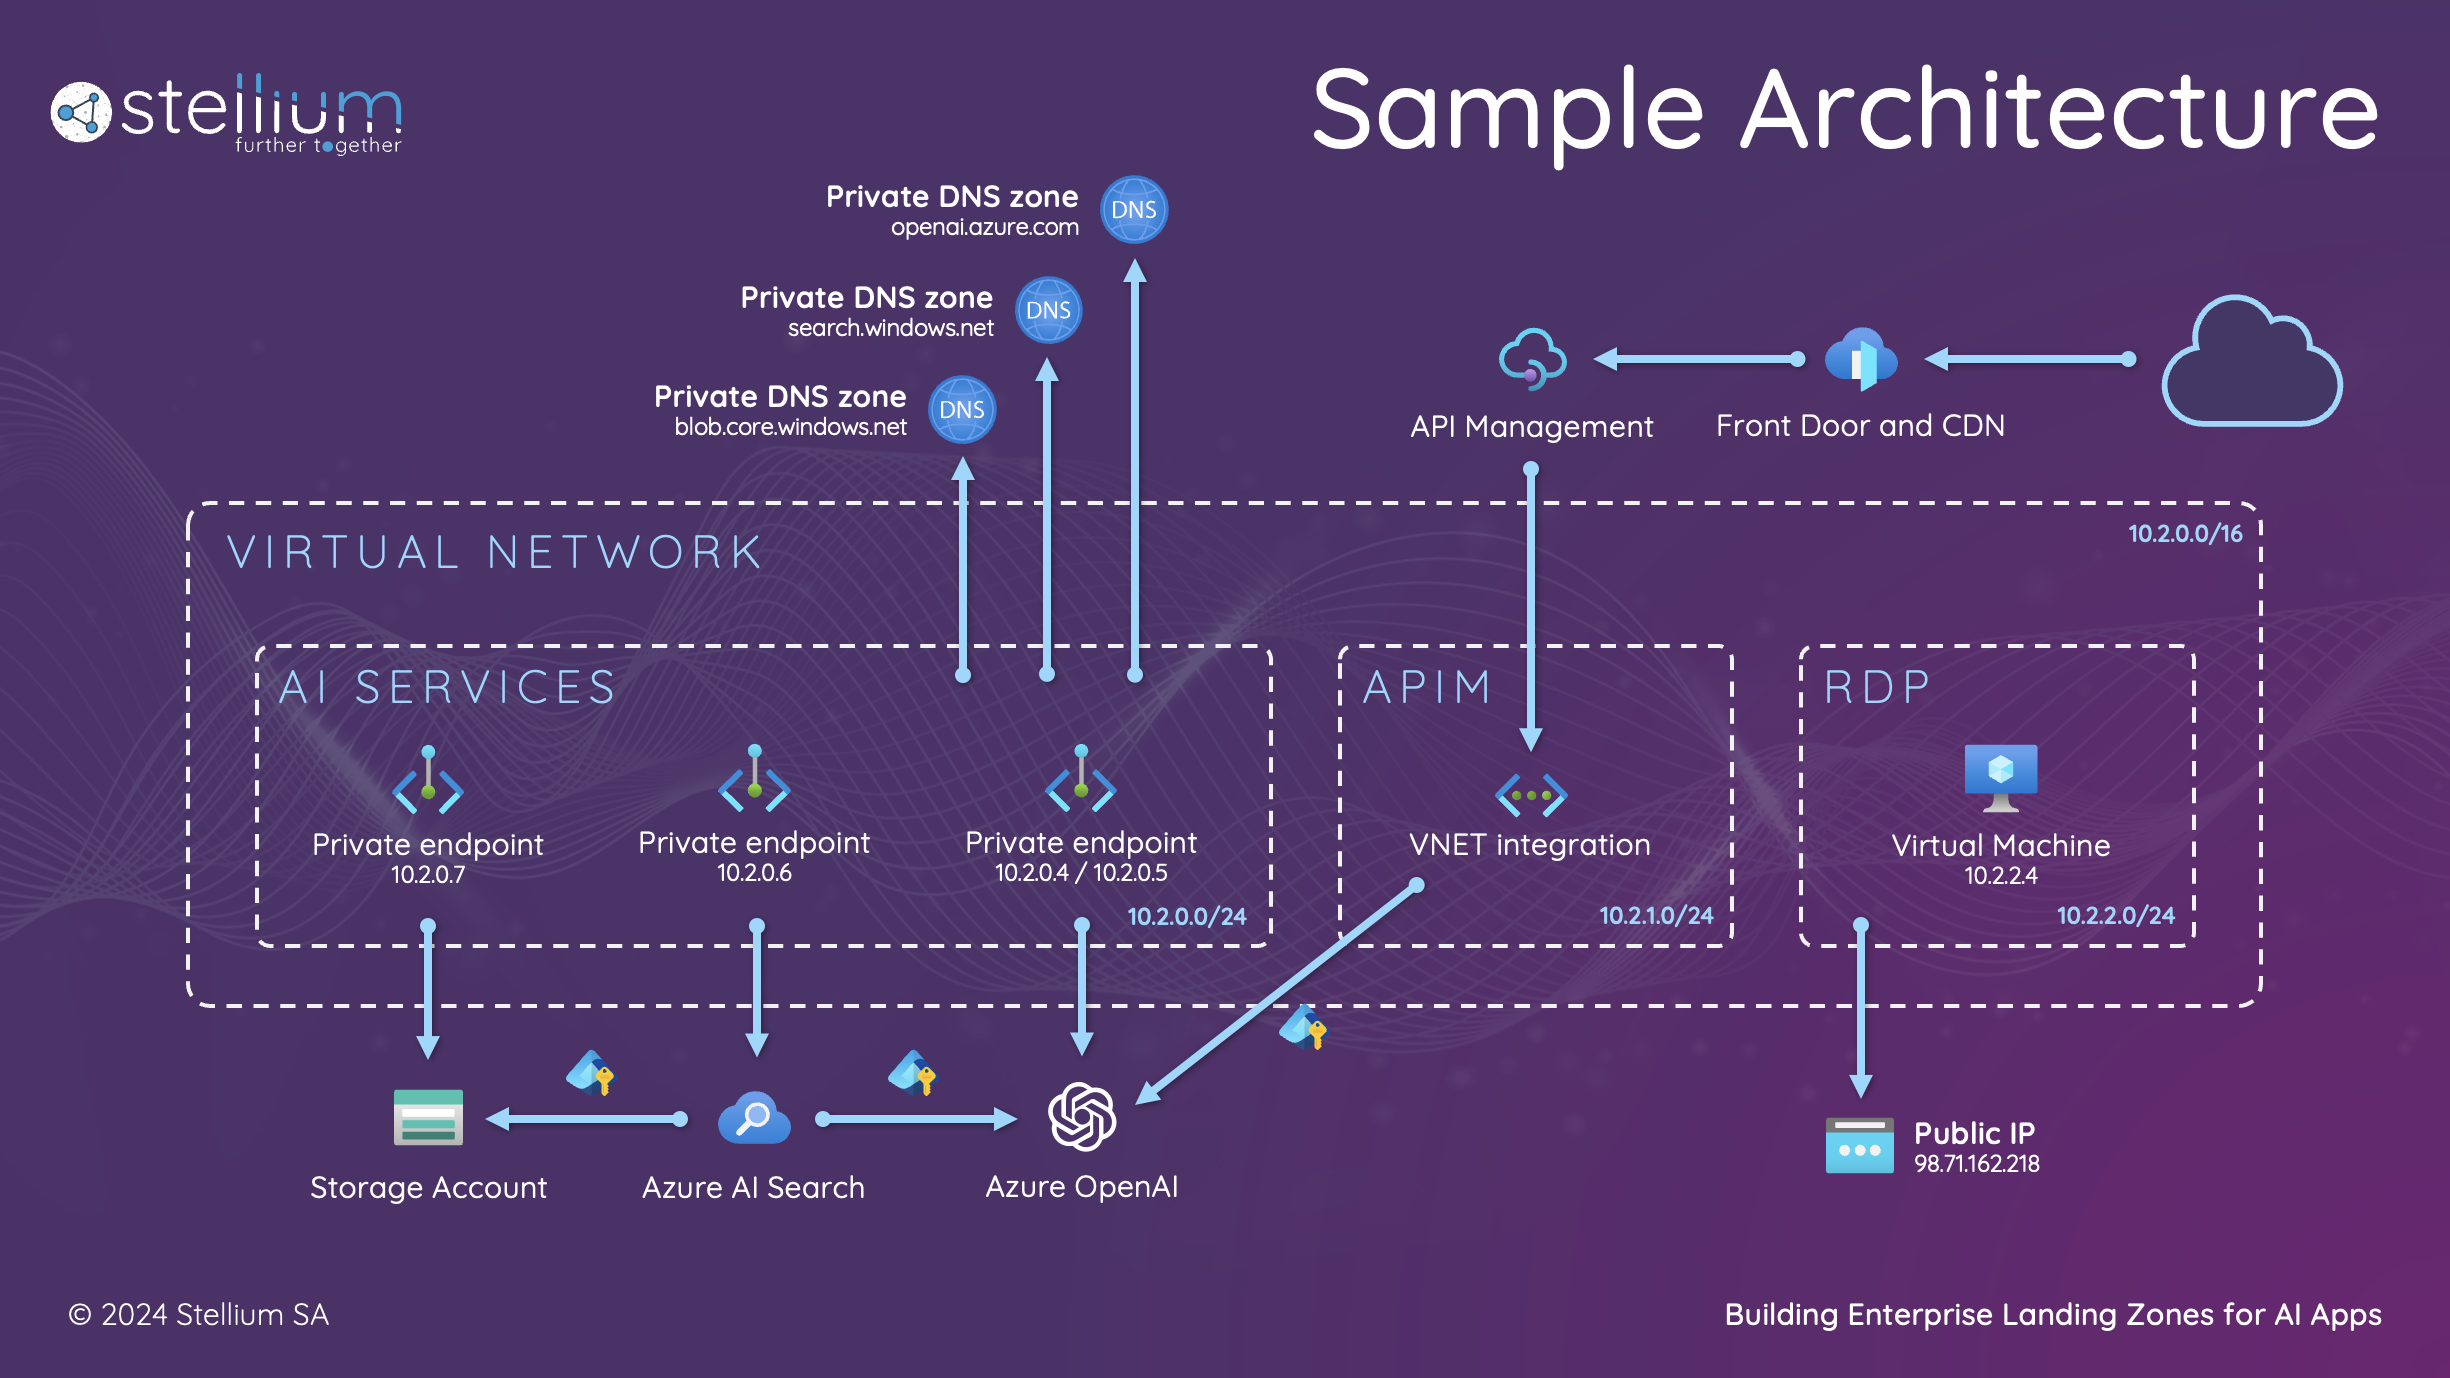 stellium
further together
Sample Architecture
Private DNS zone
openai.azure.com
DNS
Private DNS zone
search.windows.net
DNS
Private DNS zone
blob.core.windows.net
DNS
API Management
Front Door and CDN
VIRTUAL NETWORK
10.2.0.0/16
AI SERVICES
Private endpoint
10.2.0.7
Private endpoint
10.2.0.6
Private endpoint
10.2.0.4 / 10.2.0.5
10.2.0.0/24
APIM
VNET integration
10.2.1.0/24
RDP
Virtual Machine
10.2.2.4
10.2.2.0/24
Storage Account
Azure AI Search
Azure OpenAI
Public IP
98.71.162.218
© 2024 Stellium SA
Building Enterprise Landing Zones for AI Apps